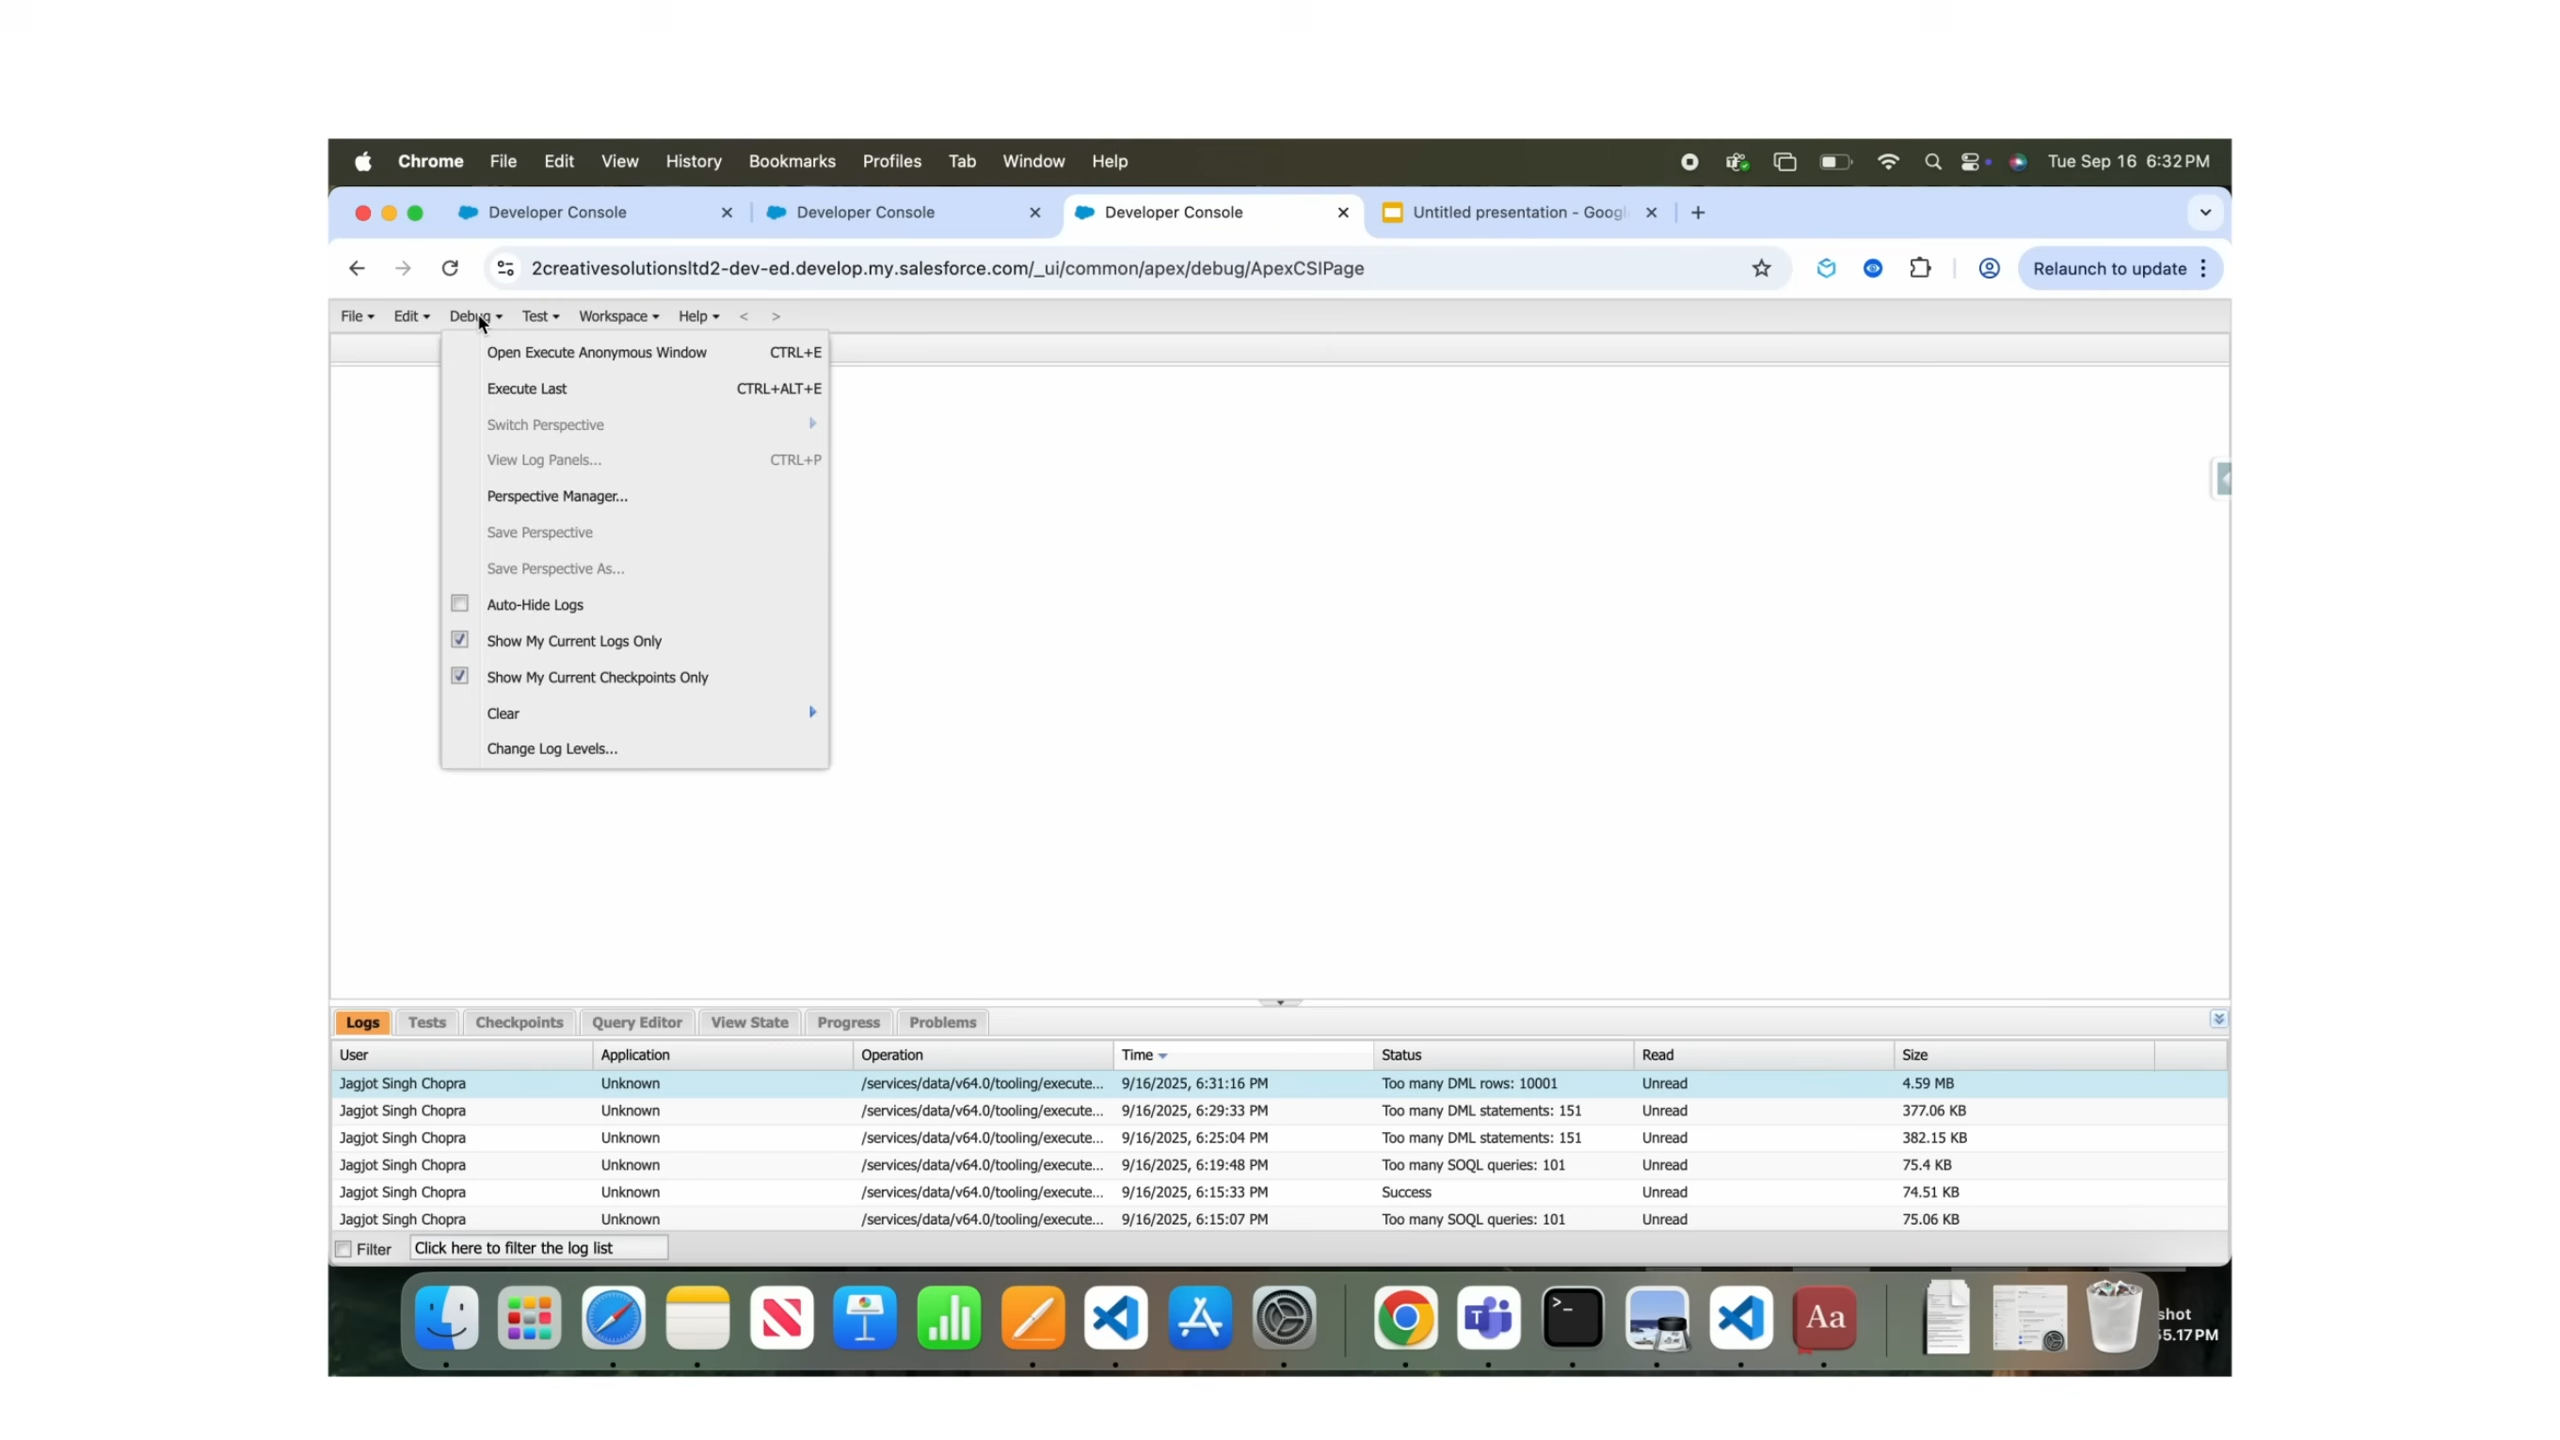 Chrome File Edit View History Bookmarks Profiles Tab Window Help Tue Sep 16 6:32 PM
Developer Console Developer Console Developer Console Untitled presentation - Googl
2creativesolutionsltd2-dev-ed.develop.my.salesforce.com/_ui/common/apex/debug/ApexCSIPage Relaunch to update
File Edit Debug Test Workspace Help < >
Open Execute Anonymous Window CTRL+E
Execute Last CTRL+ALT+E
Switch Perspective
View Log Panels... CTRL+P
Perspective Manager...
Save Perspective
Save Perspective As...
Auto-Hide Logs
Show My Current Logs Only
Show My Current Checkpoints Only
Clear
Change Log Levels...
Logs Tests Checkpoints Query Editor View State Progress Problems
User Application Operation Time Status Read Size
Jagjot Singh Chopra Unknown /services/data/v64.0/tooling/execute... 9/16/2025, 6:31:16 PM Too many DML rows: 10001 Unread 4.59 MB
Jagjot Singh Chopra Unknown /services/data/v64.0/tooling/execute... 9/16/2025, 6:29:33 PM Too many DML statements: 151 Unread 377.06 KB
Jagjot Singh Chopra Unknown /services/data/v64.0/tooling/execute... 9/16/2025, 6:25:04 PM Too many DML statements: 151 Unread 382.15 KB
Jagjot Singh Chopra Unknown /services/data/v64.0/tooling/execute... 9/16/2025, 6:19:48 PM Too many SOQL queries: 101 Unread 75.4 KB
Jagjot Singh Chopra Unknown /services/data/v64.0/tooling/execute... 9/16/2025, 6:15:33 PM Success Unread 74.51 KB
Jagjot Singh Chopra Unknown /services/data/v64.0/tooling/execute... 9/16/2025, 6:15:07 PM Too many SOQL queries: 101 Unread 75.06 KB
Filter Click here to filter the log list
shot
5.17 PM
T
>_
Aa